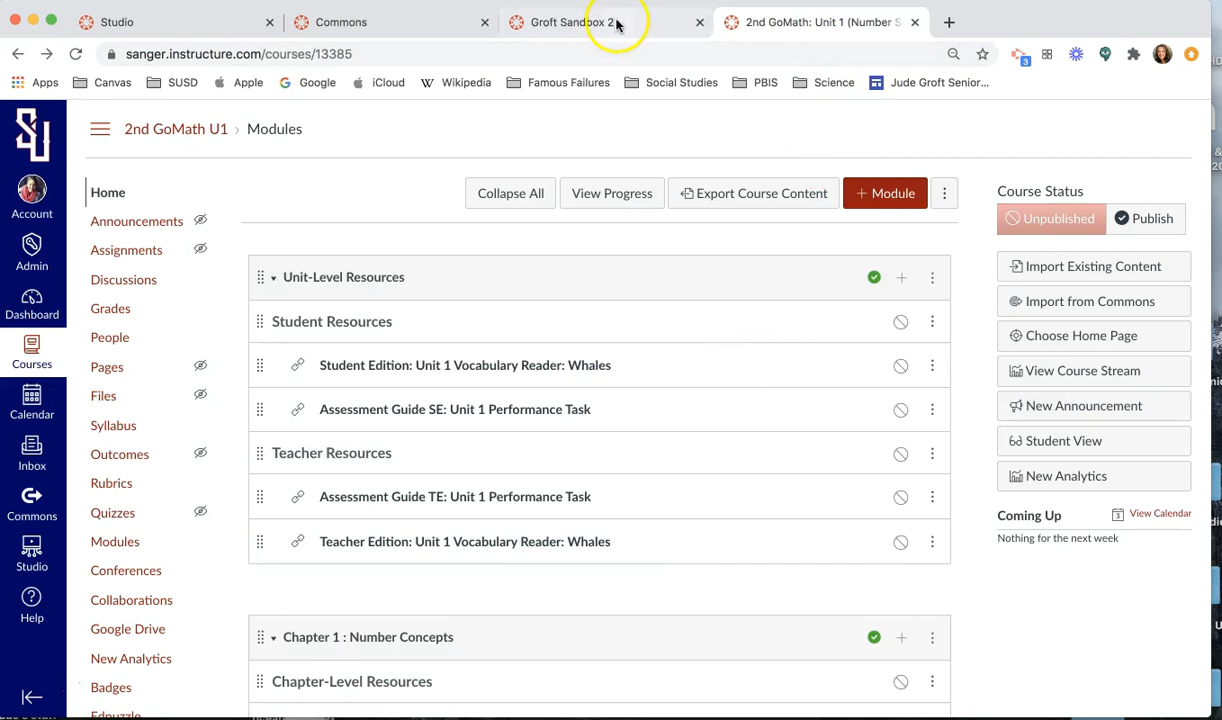 Studio
Commons
Groft Sandbox 2
2nd GoMath: Unit 1 (Number S
sanger.instructure.com/courses/13385
3
Apps Canvas SUSD Apple Google iCloud Wikipedia Famous Failures Social Studies PBIS Science Jude Groft Senior...
2nd GoMath U1 › Modules
Account
Admin
Dashboard
Courses
Calendar
Inbox
Commons
Studio
Help
Home
Announcements
Assignments
Discussions
Grades
People
Pages
Files
Syllabus
Outcomes
Rubrics
Quizzes
Modules
Conferences
Collaborations
Google Drive
New Analytics
Badges
Edpuzzle
Collapse All View Progress Export Course Content + Module
Unit-Level Resources
Student Resources
Student Edition: Unit 1 Vocabulary Reader: Whales
Assessment Guide SE: Unit 1 Performance Task
Teacher Resources
Assessment Guide TE: Unit 1 Performance Task
Teacher Edition: Unit 1 Vocabulary Reader: Whales
Chapter 1 : Number Concepts
Chapter-Level Resources
Course Status
Unpublished Publish
Import Existing Content
Import from Commons
Choose Home Page
View Course Stream
New Announcement
Student View
New Analytics
Coming Up View Calendar
Nothing for the next week